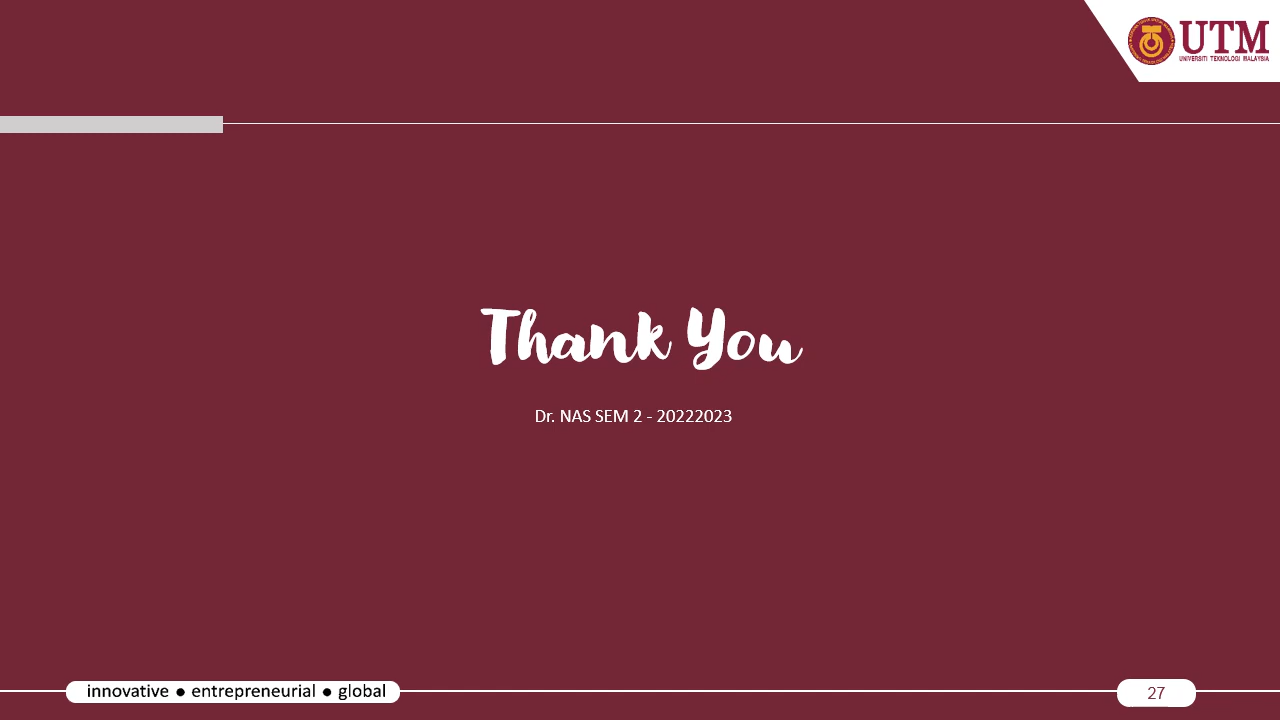 UTM
UNIVERSITI TEKNOLOGI MALAYSIA
Thank You
Dr. NAS SEM 2 - 20222023
innovative ● entrepreneurial ● global
27